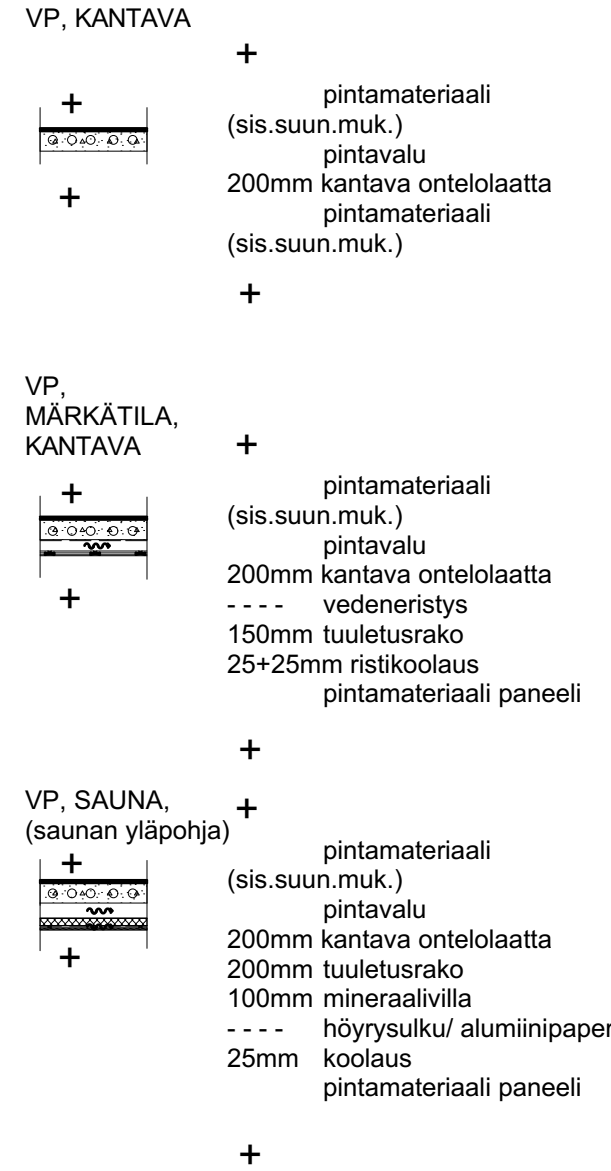 VP, KANTAVA
+
+
+
pintamateriaali
(sis.suun.muk.)
pintavalu
200mm kantava ontelolaatta
pintamateriaali
(sis.suun.muk.)
+
VP,
MÄRKÄTILA,
KANTAVA
+
+
+
pintamateriaali
(sis.suun.muk.)
pintavalu
200mm kantava ontelolaatta
- - - - vedeneristys
150mm tuuletusrako
25+25mm ristikoolaus
pintamateriaali paneeli
+
VP, SAUNA,
(saunan yläpohja)
+
+
+
pintamateriaali
(sis.suun.muk.)
pintavalu
200mm kantava ontelolaatta
200mm tuuletusrako
100mm mineraalivilla
- - - - höyrysulku/ alumiinipaper
25mm koolaus
pintamateriaali paneeli
+